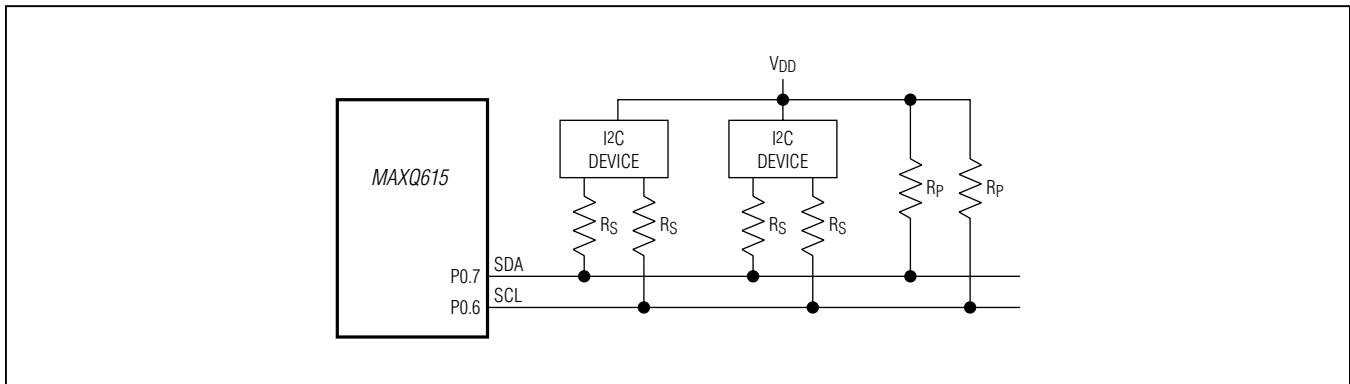 VDD
I2C
DEVICE
I2C
DEVICE
MAXQ615
RS
RS
RS
RS
RP
RP
P0.7
SDA
P0.6
SCL